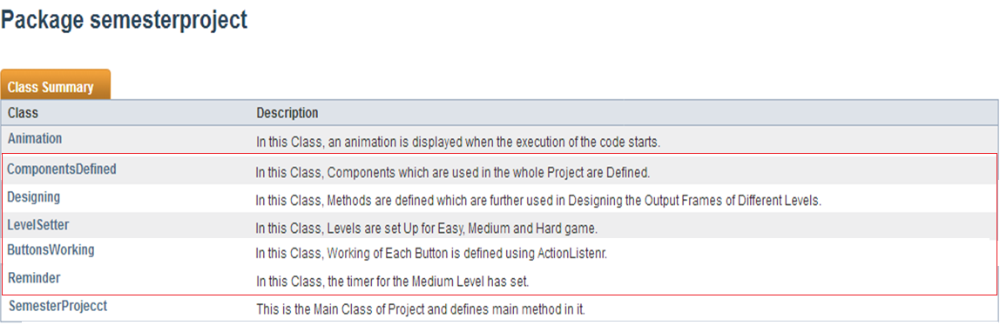 Package semesterproject
Class Summary
Class Description
Animation In this Class, an animation is displayed when the execution of the code starts.
ComponentsDefined In this Class, Components which are used in the whole Project are Defined.
Designing In this Class, Methods are defined which are further used in Designing the Output Frames of Different Levels.
LevelSetter In this Class, Levels are set Up for Easy, Medium and Hard game.
ButtonsWorking In this Class, Working of Each Button is defined using ActionListenr.
Reminder In this Class, the timer for the Medium Level has set.
SemesterProjecct This is the Main Class of Project and defines main method in it.